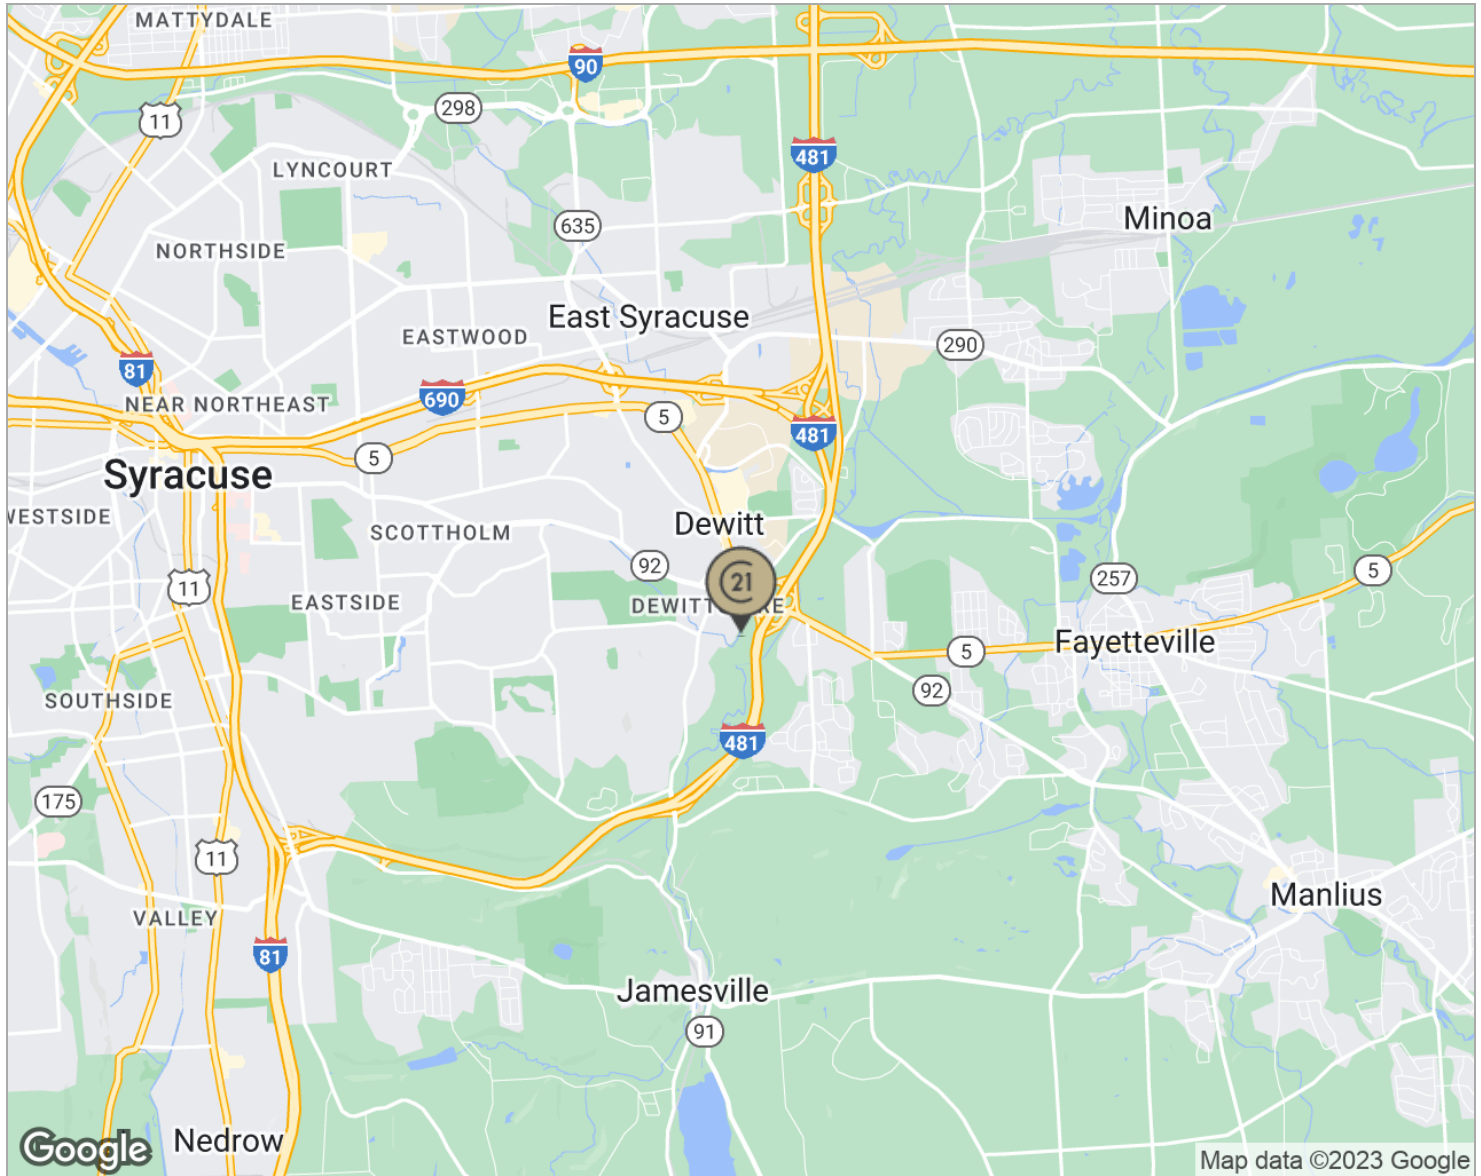 MATTYDALE
90
298
11
481
LYNCOURT
Minoa
635
NORTHSIDE
East Syracuse
EASTWOOD
290
81
690
NEAR NORTHEAST
5
481
5
Syracuse
WESTSIDE
Dewitt
SCOTTHOLM
92
5
257
21
11
EASTSIDE
Fayetteville
5
92
SOUTHSIDE
481
175
11
Manlius
VALLEY
81
Jamesville
91
Nedrow
Google
Map data ©2023 Google